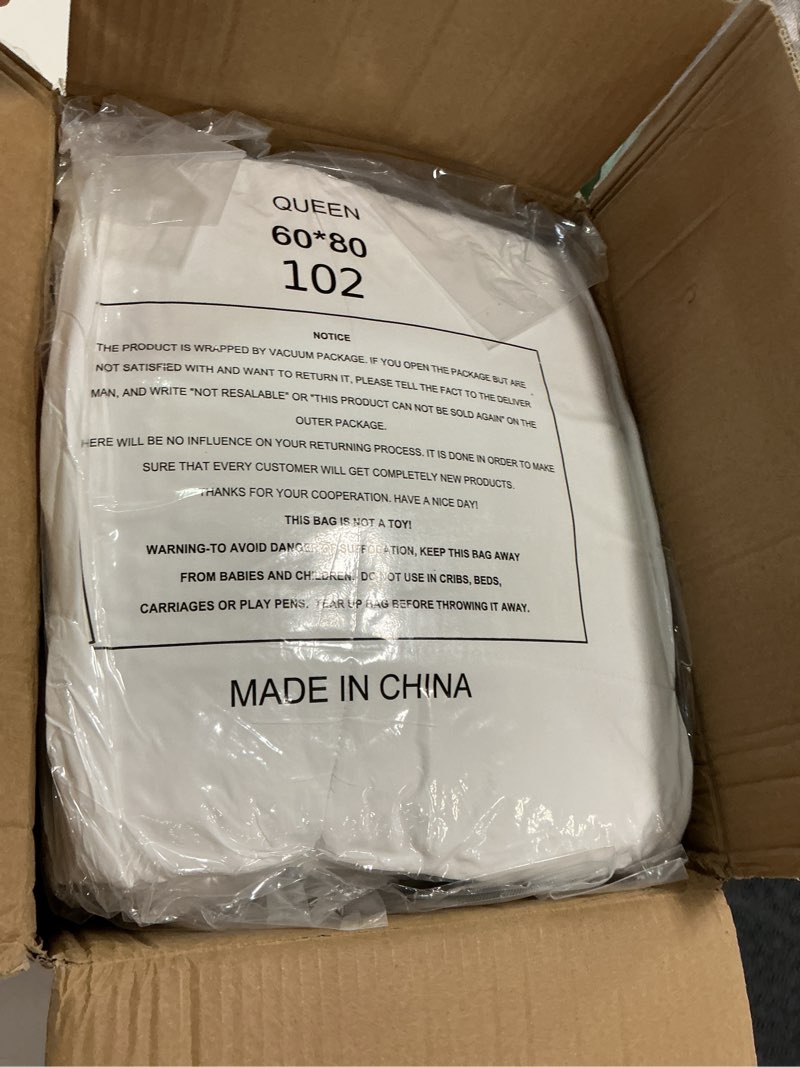 QUEEN
60*80
102
NOTICE
THE PRODUCT IS WRAPPED BY VACUUM PACKAGE. IF YOU OPEN THE PACKAGE BUT ARE
NOT SATISFIED WITH AND WANT TO RETURN IT, PLEASE TELL THE FACT TO THE DELIVER
MAN, AND WRITE "NOT RESALABLE" OR "THIS PRODUCT CAN NOT BE SOLD AGAIN" ON THE
OUTER PACKAGE.
HERE WILL BE NO INFLUENCE ON YOUR RETURNING PROCESS. IT IS DONE IN ORDER TO MAKE
SURE THAT EVERY CUSTOMER WILL GET COMPLETELY NEW PRODUCTS.
THANKS FOR YOUR COOPERATION. HAVE A NICE DAY!
THIS BAG IS NOT A TOY!
WARNING-TO AVOID DANGER OF SUFFOCATION, KEEP THIS BAG AWAY
FROM BABIES AND CHILDREN. DO NOT USE IN CRIBS, BEDS,
CARRIAGES OR PLAY PENS. TEAR UP BAG BEFORE THROWING IT AWAY.
MADE IN CHINA